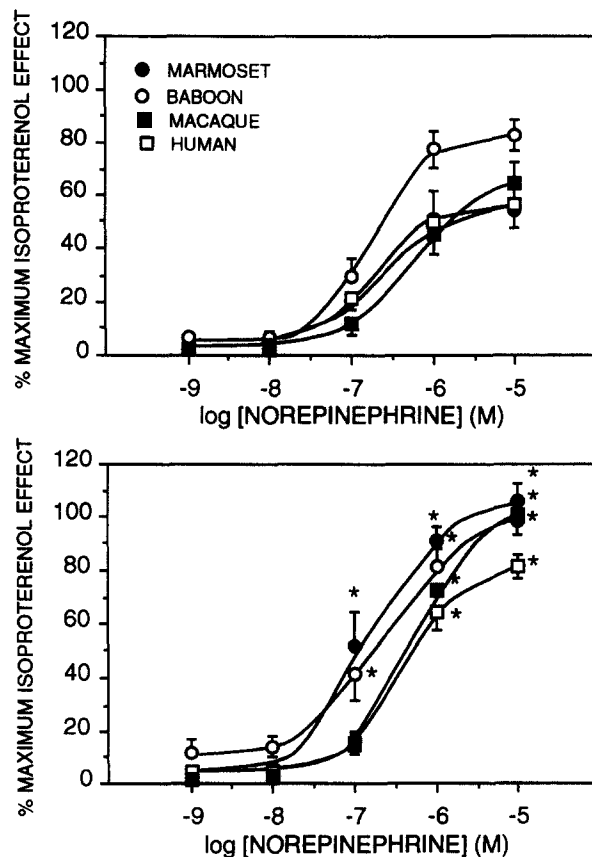 % MAXIMUM ISOPROTERENOL EFFECT
120
100
80
60
40
20
0
MARMOSET
BABOON
MACAQUE
HUMAN
-9 -8 -7 -6 -5
log [NOREPINEPHRINE] (M)
% MAXIMUM ISOPROTERENOL EFFECT
120
100
80
60
40
20
0
* * * * * * * * * *
-9 -8 -7 -6 -5
log [NOREPINEPHRINE] (M)